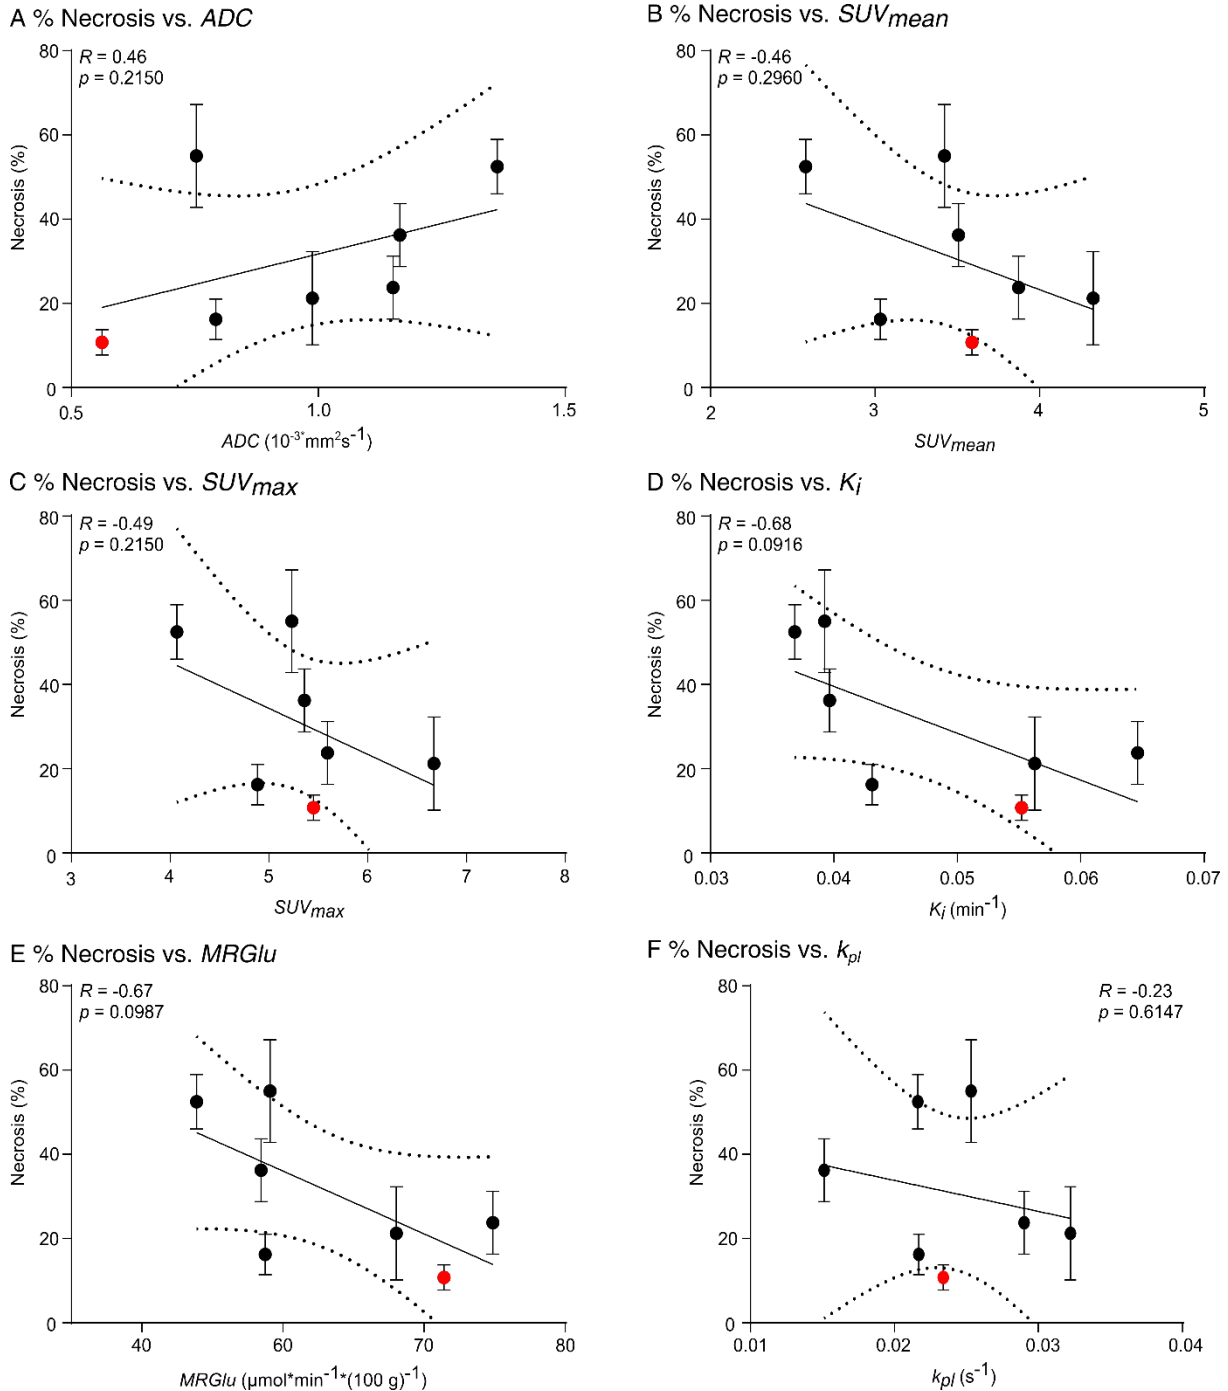 A % Necrosis vs. ADC
R = 0.46
p = 0.2150
Necrosis (%)
80
60
40
20
0
0.5 1.0 1.5
ADC (10⁻³*mm²s⁻¹)
B % Necrosis vs. SUVmean
R = -0.46
p = 0.2960
Necrosis (%)
80
60
40
20
0
2 3 4 5
SUVmean
C % Necrosis vs. SUVmax
R = -0.49
p = 0.2150
Necrosis (%)
80
60
40
20
0
3 4 5 6 7 8
SUVmax
D % Necrosis vs. Ki
R = -0.68
p = 0.0916
Necrosis (%)
80
60
40
20
0
0.03 0.04 0.05 0.06 0.07
Ki (min⁻¹)
E % Necrosis vs. MRGlu
R = -0.67
p = 0.0987
Necrosis (%)
80
60
40
20
0
40 60 70 80
MRGlu (µmol*min⁻¹*(100 g)⁻¹)
F % Necrosis vs. kpl
R = -0.23
p = 0.6147
Necrosis (%)
80
60
40
20
0
0.01 0.02 0.03 0.04
kpl (s⁻¹)